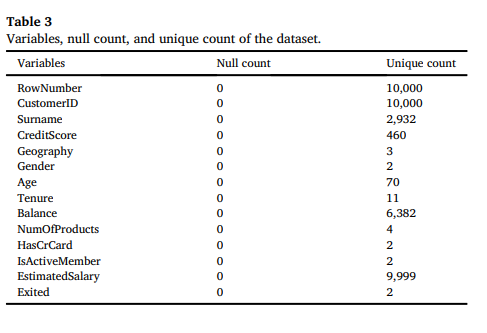 Table 3
Variables, null count, and unique count of the dataset.
Variables Null count Unique count
RowNumber 0 10,000
CustomerID 0 10,000
Surname 0 2,932
CreditScore 0 460
Geography 0 3
Gender 0 2
Age 0 70
Tenure 0 11
Balance 0 6,382
NumOfProducts 0 4
HasCrCard 0 2
IsActiveMember 0 2
EstimatedSalary 0 9,999
Exited 0 2